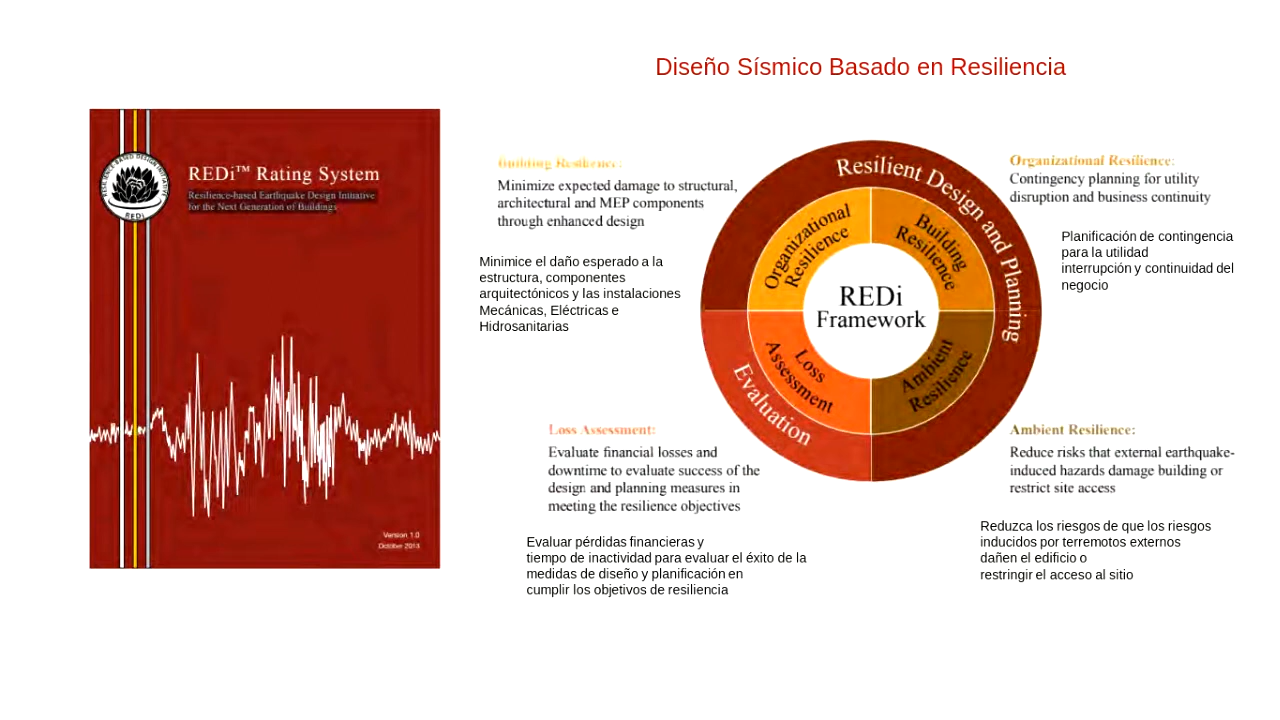 Diseño Sísmico Basado en Resiliencia
RESILIENCE BASED DESIGN INITIATIVE
REDi
REDi™ Rating System
Resilience-based Earthquake Design Initiative
for the Next Generation of Buildings
Version 1.0
October 2013
Building Resilience:
Minimize expected damage to structural,
architectural and MEP components
through enhanced design
Minimice el daño esperado a la
estructura, componentes
arquitectónicos y las instalaciones
Mecánicas, Eléctricas e
Hidrosanitarias
Resilient Design and Planning
Organizational
Resilience
Building
Resilience
REDi
Framework
Loss
Assessment
Ambient
Resilience
Evaluation
Organizational Resilience:
Contingency planning for utility
disruption and business continuity
Planificación de contingencia
para la utilidad
interrupción y continuidad del
negocio
Loss Assessment:
Evaluate financial losses and
downtime to evaluate success of the
design and planning measures in
meeting the resilience objectives
Evaluar pérdidas financieras y
tiempo de inactividad para evaluar el éxito de la
medidas de diseño y planificación en
cumplir los objetivos de resiliencia
Ambient Resilience:
Reduce risks that external earthquake-
induced hazards damage building or
restrict site access
Reduzca los riesgos de que los riesgos
inducidos por terremotos externos
dañen el edificio o
restringir el acceso al sitio